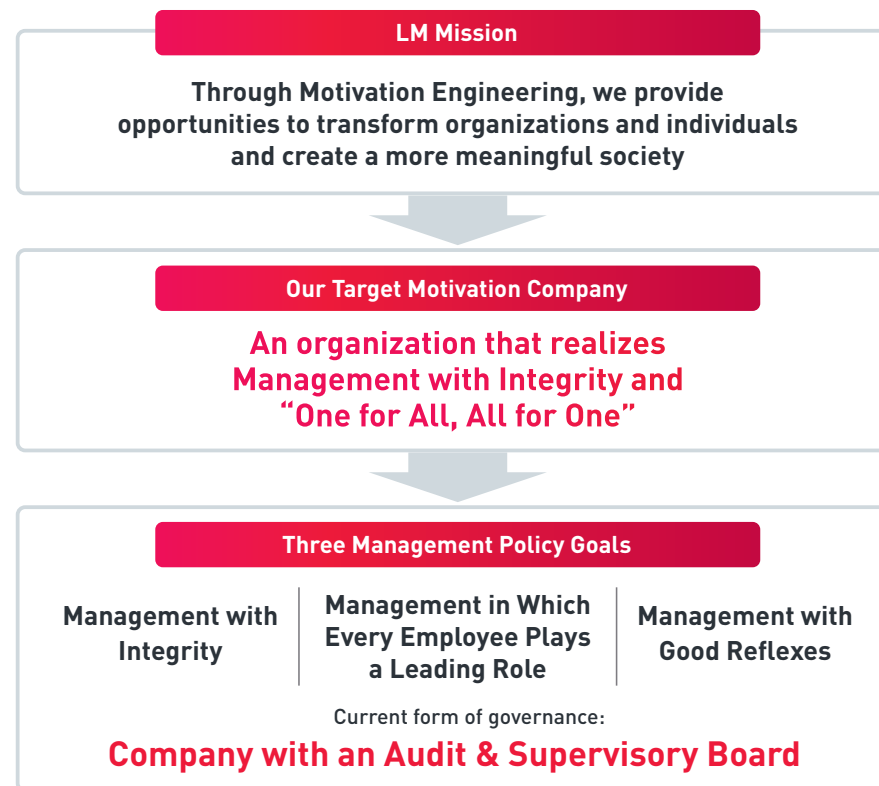 LM Mission
Through Motivation Engineering, we provide
opportunities to transform organizations and individuals
and create a more meaningful society
Our Target Motivation Company
An organization that realizes
Management with Integrity and
“One for All, All for One”
Three Management Policy Goals
Management with
Integrity
Management in Which
Every Employee Plays
a Leading Role
Management with
Good Reflexes
Current form of governance:
Company with an Audit & Supervisory Board